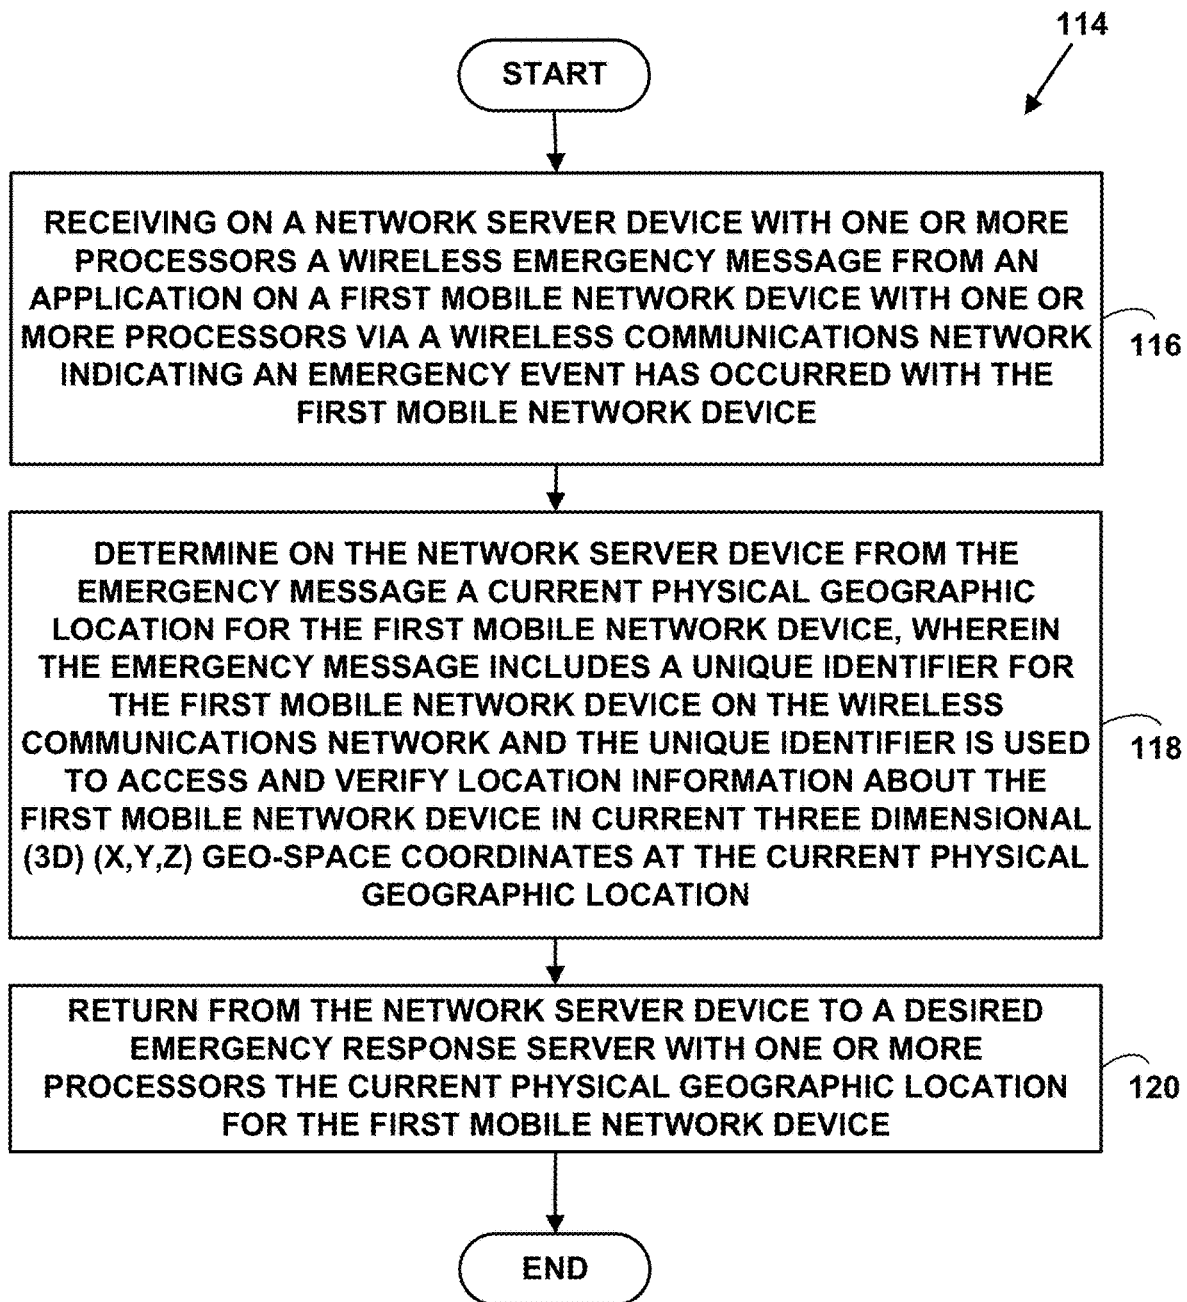 114
START
RECEIVING ON A NETWORK SERVER DEVICE WITH ONE OR MORE
PROCESSORS A WIRELESS EMERGENCY MESSAGE FROM AN
APPLICATION ON A FIRST MOBILE NETWORK DEVICE WITH ONE OR
MORE PROCESSORS VIA A WIRELESS COMMUNICATIONS NETWORK
INDICATING AN EMERGENCY EVENT HAS OCCURRED WITH THE
FIRST MOBILE NETWORK DEVICE
116
DETERMINE ON THE NETWORK SERVER DEVICE FROM THE
EMERGENCY MESSAGE A CURRENT PHYSICAL GEOGRAPHIC
LOCATION FOR THE FIRST MOBILE NETWORK DEVICE, WHEREIN
THE EMERGENCY MESSAGE INCLUDES A UNIQUE IDENTIFIER FOR
THE FIRST MOBILE NETWORK DEVICE ON THE WIRELESS
COMMUNICATIONS NETWORK AND THE UNIQUE IDENTIFIER IS USED
TO ACCESS AND VERIFY LOCATION INFORMATION ABOUT THE
FIRST MOBILE NETWORK DEVICE IN CURRENT THREE DIMENSIONAL
(3D) (X,Y,Z) GEO-SPACE COORDINATES AT THE CURRENT PHYSICAL
GEOGRAPHIC LOCATION
118
RETURN FROM THE NETWORK SERVER DEVICE TO A DESIRED
EMERGENCY RESPONSE SERVER WITH ONE OR MORE
PROCESSORS THE CURRENT PHYSICAL GEOGRAPHIC LOCATION
FOR THE FIRST MOBILE NETWORK DEVICE
120
END